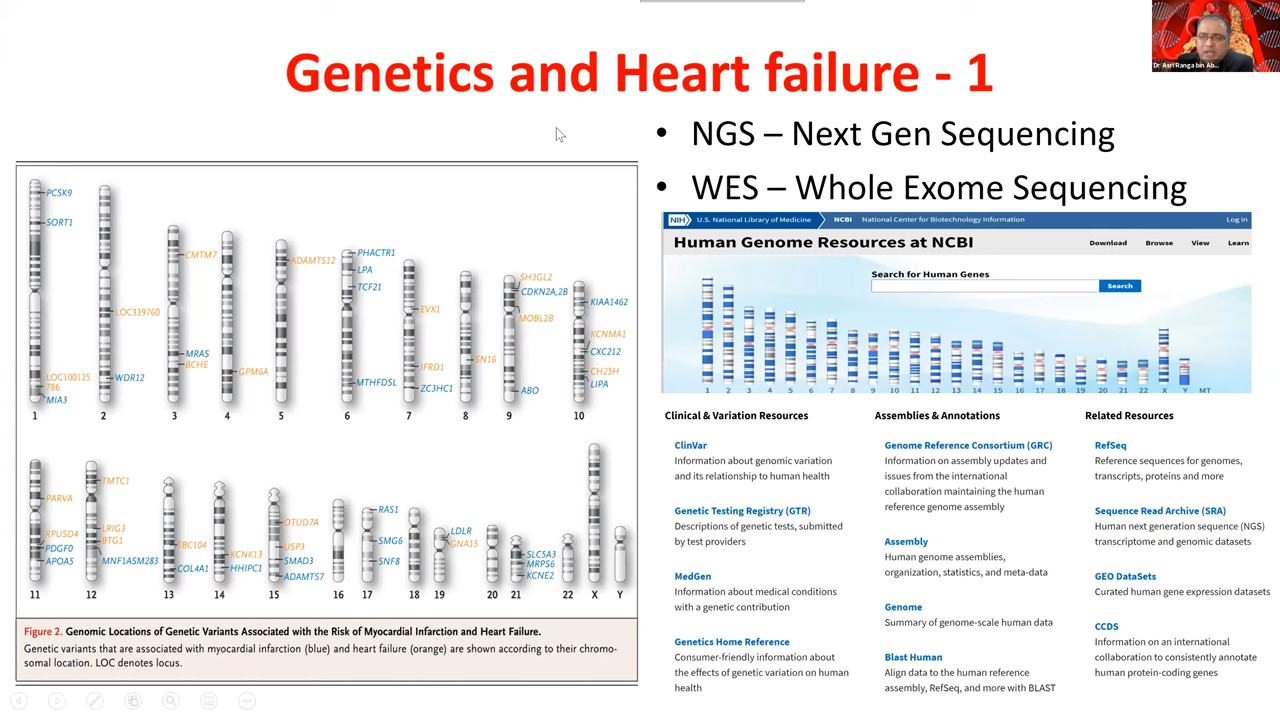 Genetics and Heart failure - 1
Dr Asri Ranga bin Ab...
• NGS – Next Gen Sequencing
• WES – Whole Exome Sequencing
PCSK9
SORT1
LOC100125
786
MIA3
1
LOC339760
WDR12
2
CMTM7
MRAS
BCHE
3
GPM6A
4
ADAMTS12
5
PHACTR1
LPA
TCF21
MTHFDSL
6
EVX1
IFRD1
ZC3HC1
7
SN16
8
SH3GL2
CDKN2A,2B
MOBL2B
ABO
9
KIAA1462
KCNMA1
CXC212
CH25H
LIPA
10
PARVA
RPUSD4
PDGF0
APOA5
11
TMTC1
LRIG3
BTG1
MNF1ASM283
12
TBC104
COL4A1
13
KCNK13
HHIPC1
14
OTUD7A
USP3
SMAD3
ADAMTS7
15
16
RAS1
SMG6
SNF8
17
18
LDLR
GNA15
19
20
SLC5A3
MRPS6
KCNE2
21
22
X
Y
Figure 2. Genomic Locations of Genetic Variants Associated with the Risk of Myocardial Infarction and Heart Failure.
Genetic variants that are associated with myocardial infarction (blue) and heart failure (orange) are shown according to their chromo-
somal location. LOC denotes locus.
NIH U.S. National Library of Medicine NCBI National Center for Biotechnology Information Log in
Human Genome Resources at NCBI Download Browse View Learn
Search for Human Genes
Search
1 2 3 4 5 6 7 8 9 10 11 12 13 14 15 16 17 18 19 20 21 22 X Y MT
Clinical & Variation Resources
ClinVar
Information about genomic variation
and its relationship to human health
Genetic Testing Registry (GTR)
Descriptions of genetic tests, submitted
by test providers
MedGen
Information about medical conditions
with a genetic contribution
Genetics Home Reference
Consumer-friendly information about
the effects of genetic variation on human
health
Assemblies & Annotations
Genome Reference Consortium (GRC)
Information on assembly updates and
issues from the international
collaboration maintaining the human
reference genome assembly
Assembly
Human genome assemblies,
organization, statistics, and meta-data
Genome
Summary of genome-scale human data
Blast Human
Align data to the human reference
assembly, RefSeq, and more with BLAST
Related Resources
RefSeq
Reference sequences for genomes,
transcripts, proteins and more
Sequence Read Archive (SRA)
Human next generation sequence (NGS)
transcriptome and genomic datasets
GEO DataSets
Curated human gene expression datasets
CCDS
Information on an international
collaboration to consistently annotate
human protein-coding genes